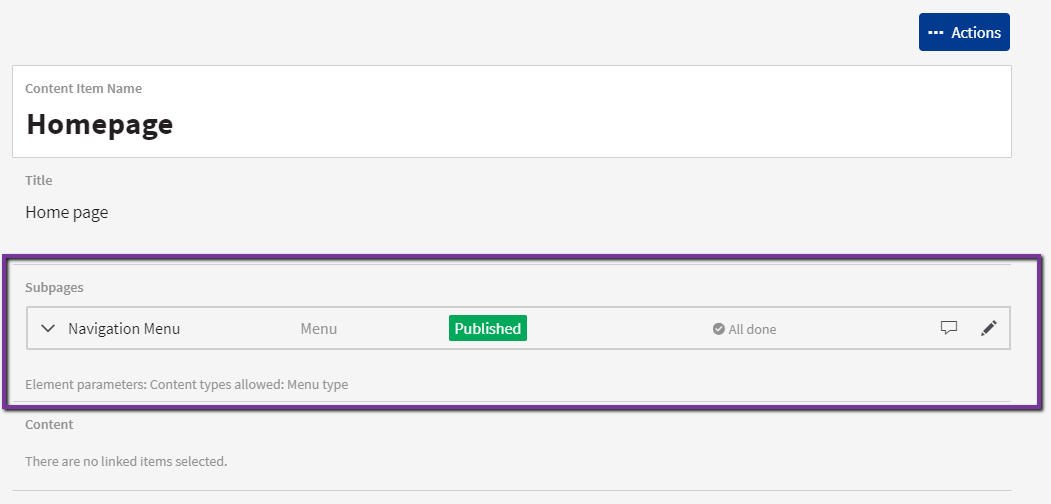 Actions
Content Item Name
Homepage
Title
Home page
Subpages
Navigation Menu Menu Published All done
Element parameters: Content types allowed: Menu type
Content
There are no linked items selected.